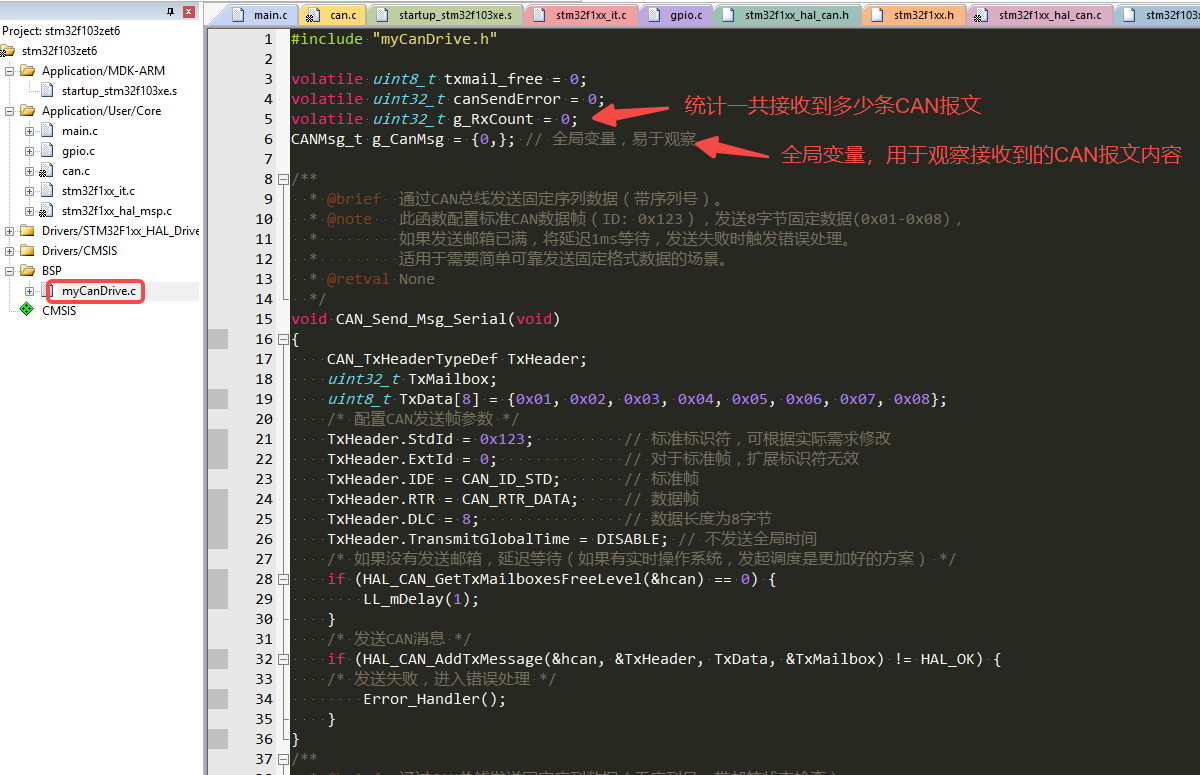 Project: stm32f103zet6
stm32f103zet6
Application/MDK-ARM
startup_stm32f103xe.s
Application/User/Core
main.c
gpio.c
can.c
stm32f1xx_it.c
stm32f1xx_hal_msp.c
Drivers/STM32F1xx_HAL_Drive
Drivers/CMSIS
BSP
myCanDrive.c
CMSIS
main.c can.c startup_stm32f103xe.s stm32f1xx_it.c gpio.c stm32f1xx_hal_can.h stm32f1xx.h stm32f1xx_hal_can.c stm32f103
1 #include "myCanDrive.h"
2
3 volatile uint8_t txmail_free = 0;
4 volatile uint32_t canSendError = 0;
统计一共接收到多少条CAN报文
5 volatile uint32_t g_RxCount = 0;
6 CANMsg_t g_CanMsg = {0,}; // 全局变量，易于观察
全局变量，用于观察接收到的CAN报文内容
7
8 /**
9 * @brief 通过CAN总线发送固定序列数据（带序列号）。
10 * @note 此函数配置标准CAN数据帧（ID: 0x123），发送8字节固定数据(0x01-0x08)，
11 * 如果发送邮箱已满，将延迟1ms等待，发送失败时触发错误处理。
12 * 适用于需要简单可靠发送固定格式数据的场景。
13 * @retval None
14 */
15 void CAN_Send_Msg_Serial(void)
16 {
17 CAN_TxHeaderTypeDef TxHeader;
18 uint32_t TxMailbox;
19 uint8_t TxData[8] = {0x01, 0x02, 0x03, 0x04, 0x05, 0x06, 0x07, 0x08};
20 /* 配置CAN发送帧参数 */
21 TxHeader.StdId = 0x123; // 标准标识符，可根据实际需求修改
22 TxHeader.ExtId = 0; // 对于标准帧，扩展标识符无效
23 TxHeader.IDE = CAN_ID_STD; // 标准帧
24 TxHeader.RTR = CAN_RTR_DATA; // 数据帧
25 TxHeader.DLC = 8; // 数据长度为8字节
26 TxHeader.TransmitGlobalTime = DISABLE; // 不发送全局时间
27 /* 如果没有发送邮箱，延迟等待（如果有实时操作系统，发起调度是更加好的方案） */
28 if (HAL_CAN_GetTxMailboxesFreeLevel(&hcan) == 0) {
29 LL_mDelay(1);
30 }
31 /* 发送CAN消息 */
32 if (HAL_CAN_AddTxMessage(&hcan, &TxHeader, TxData, &TxMailbox) != HAL_OK) {
33 /* 发送失败，进入错误处理 */
34 Error_Handler();
35 }
36 }
37 /**